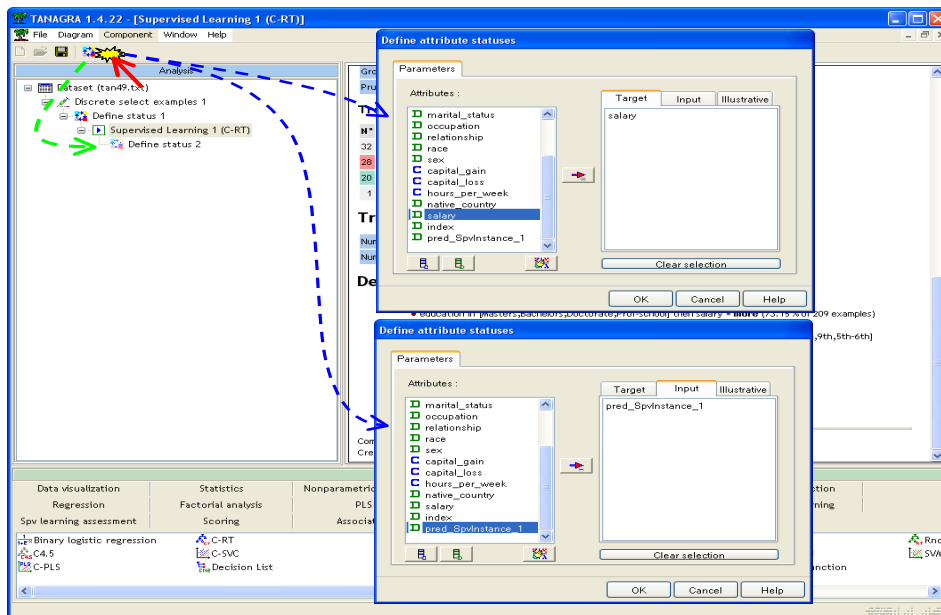 TANAGRA 1.4.22 - [Supervised Learning 1 (C-RT)]
File Diagram Component Window Help
Analysis
Dataset (tan49.txt)
Discrete select examples 1
Define status 1
Supervised Learning 1 (C-RT)
Define status 2
N°
32
28
20
1
Define attribute statuses
Parameters
Attributes :
marital_status
occupation
relationship
race
sex
capital_gain
capital_loss
hours_per_week
native_country
salary
index
pred_SpvInstance_1
Target Input Illustrative
salary
Clear selection
OK Cancel Help
education in [Masters,Bachelors,Doctorate,Prof-school] then salary = more (73.15 % of 209 examples)
,9th,5th-6th]
Define attribute statuses
Parameters
Attributes :
marital_status
occupation
relationship
race
sex
capital_gain
capital_loss
hours_per_week
native_country
salary
index
pred_SpvInstance_1
Target Input Illustrative
pred_SpvInstance_1
Clear selection
OK Cancel Help
Data visualization Statistics Nonparametric
Regression Factorial analysis PLS
Spv learning assessment Scoring Associat
Binary logistic regression C-RT
C4.5 C-SVC
C-PLS Decision List